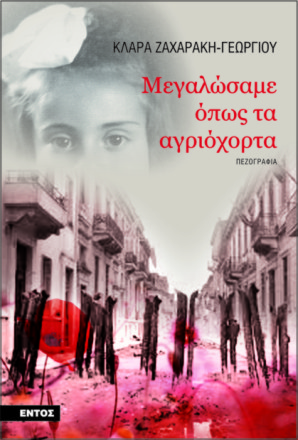 ΚΛΑΡΑ ΖΑΧΑΡΑΚΗ-ΓΕΩΡΓΙΟΥ
Μεγαλώσαμε
όπως τα
αγριόχορτα
ΠΕΖΟΓΡΑΦΙΑ
ΕΝΤΟΣ